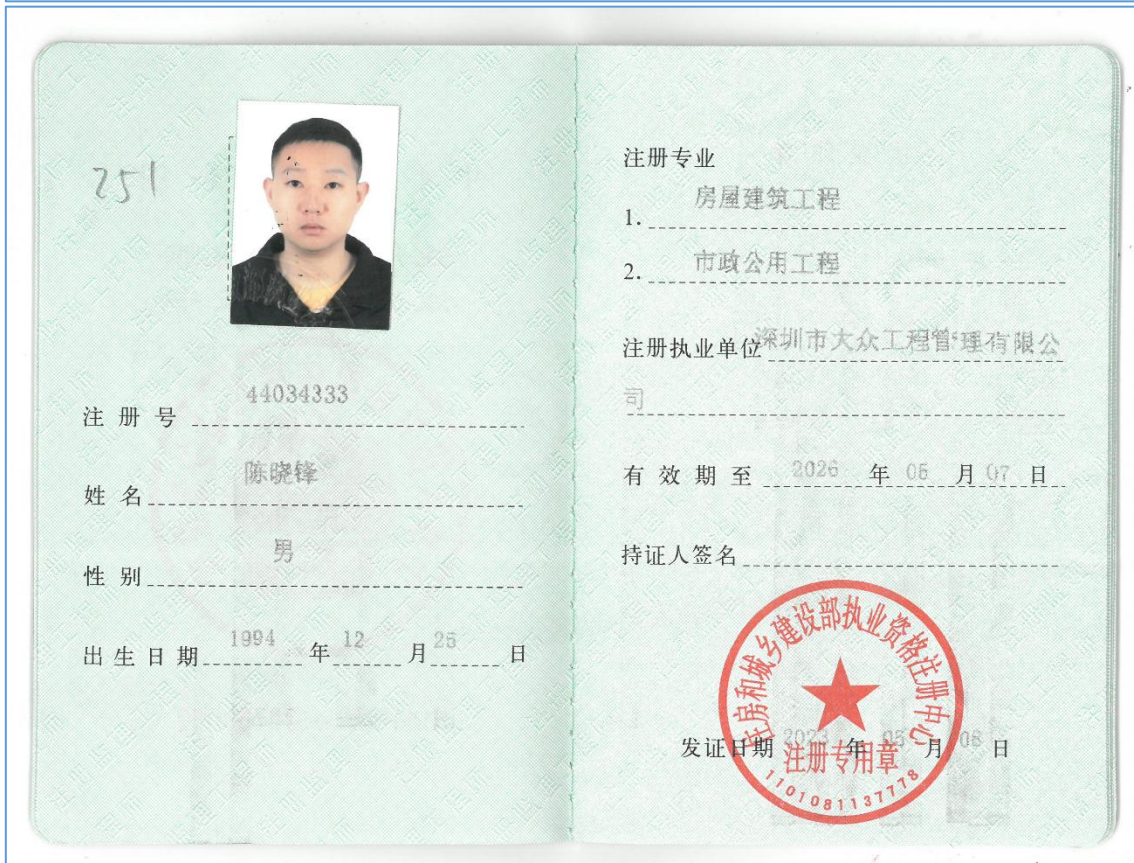 251
注册号 44034333
姓名 陈晓锋
性别 男
出生日期 1994 年 12 月 25 日
注册专业
1. 房屋建筑工程
2. 市政公用工程
注册执业单位 深圳市大众工程管理有限公
司
有效期至 2026 年 05 月 07 日
持证人签名
住房和城乡建设部执业资格注册中心
发证日期 2023 年 05 月 08 日
注册专用章
1101081137778